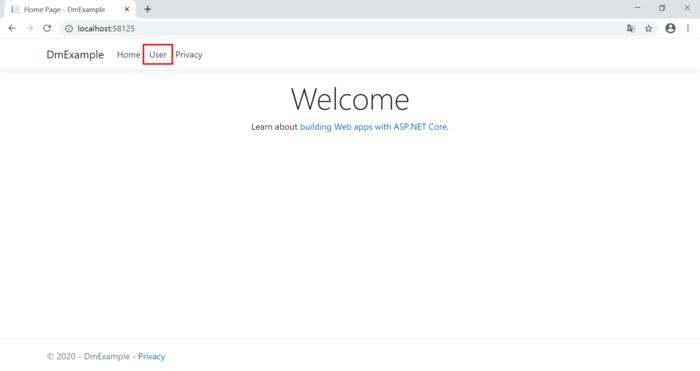 Home Page - DmExample
localhost:58125
DmExample Home User Privacy
Welcome
Learn about building Web apps with ASP.NET Core.
© 2020 - DmExample - Privacy